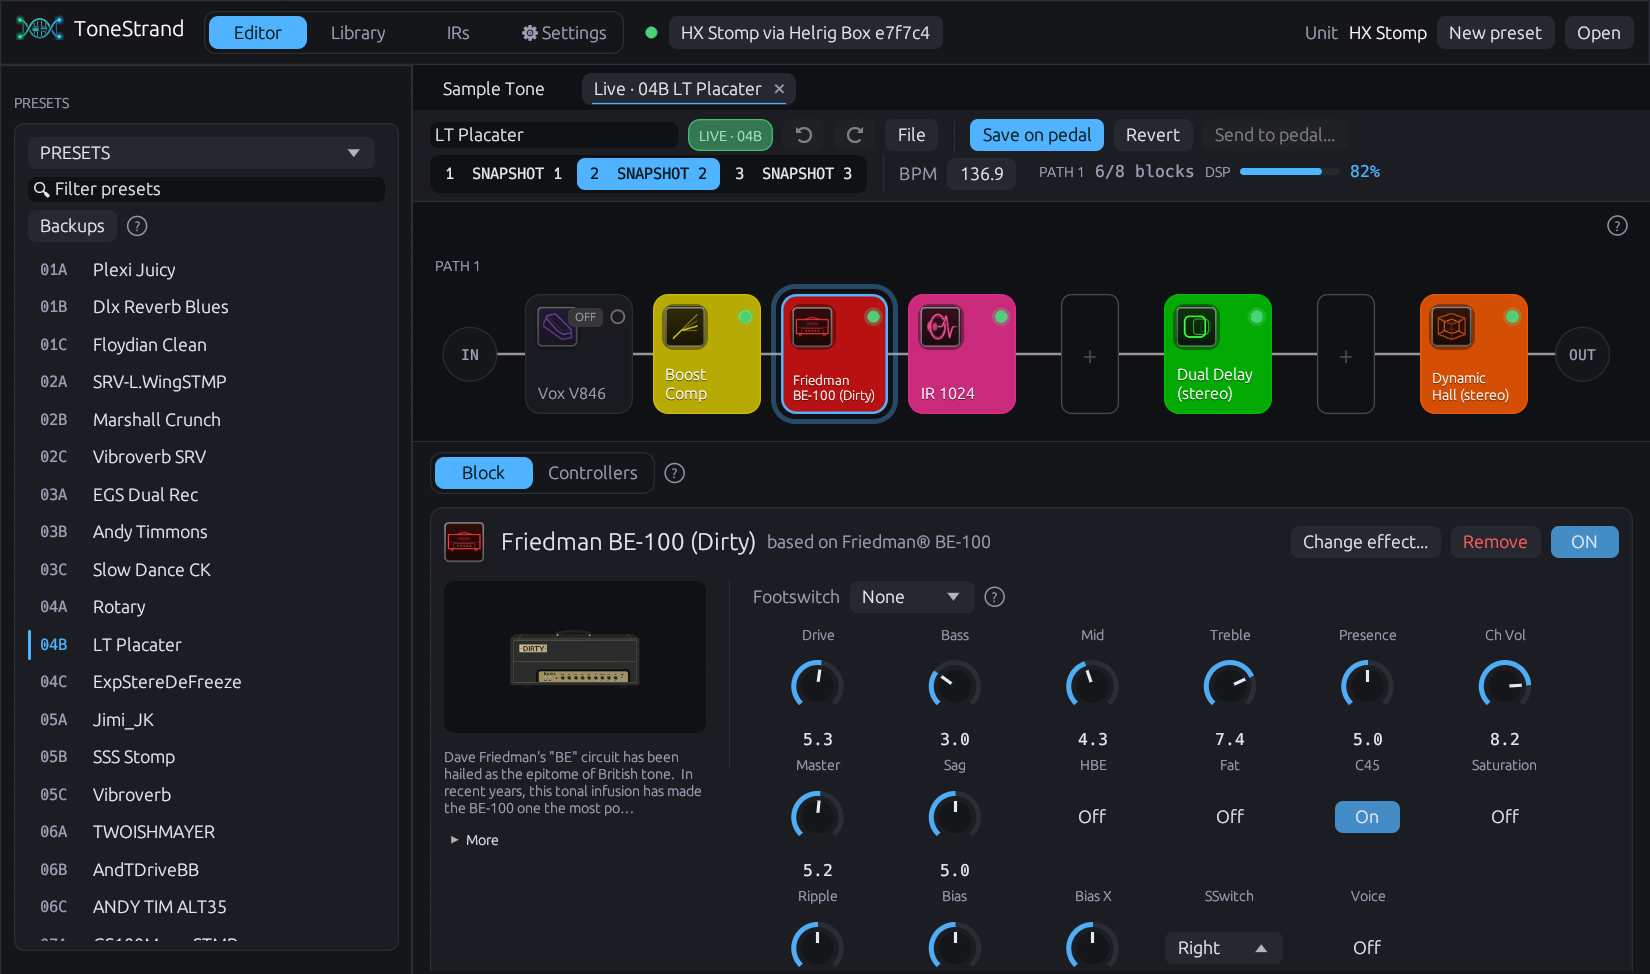 ToneStrand
Editor
Library
IRs
Settings
HX Stomp via Helrig Box e7f7c4
Unit HX Stomp
New preset
Open
PRESETS
PRESETS
Filter presets
Backups ?
01A Plexi Juicy
01B Dlx Reverb Blues
01C Floydian Clean
02A SRV-L.WingSTMP
02B Marshall Crunch
02C Vibroverb SRV
03A EGS Dual Rec
03B Andy Timmons
03C Slow Dance CK
04A Rotary
04B LT Placater
04C ExpStereDeFreeze
05A Jimi_JK
05B SSS Stomp
05C Vibroverb
06A TWOISHMAYER
06B AndTDriveBB
06C ANDY TIM ALT35
Sample Tone
Live · 04B LT Placater ×
LT Placater
LIVE · 04B
File
Save on pedal
Revert
Send to pedal...
1 SNAPSHOT 1
2 SNAPSHOT 2
3 SNAPSHOT 3
BPM 136.9
PATH 1 6/8 blocks
DSP 82%
?
PATH 1
IN
OFF
Vox V846
Boost
Comp
Friedman
BE-100 (Dirty)
IR 1024
+
Dual Delay
(stereo)
+
Dynamic
Hall (stereo)
OUT
Block
Controllers
?
Friedman BE-100 (Dirty) based on Friedman® BE-100
Change effect...
Remove
ON
DIRTY
Dave Friedman's "BE" circuit has been
hailed as the epitome of British tone. In
recent years, this tonal infusion has made
the BE-100 one the most po...
More
Footswitch None ?
Drive Bass Mid Treble Presence Ch Vol
5.3 3.0 4.3 7.4 5.0 8.2
Master Sag HBE Fat C45 Saturation
Off Off On Off
5.2 5.0
Ripple Bias Bias X SSwitch Voice
Right Off